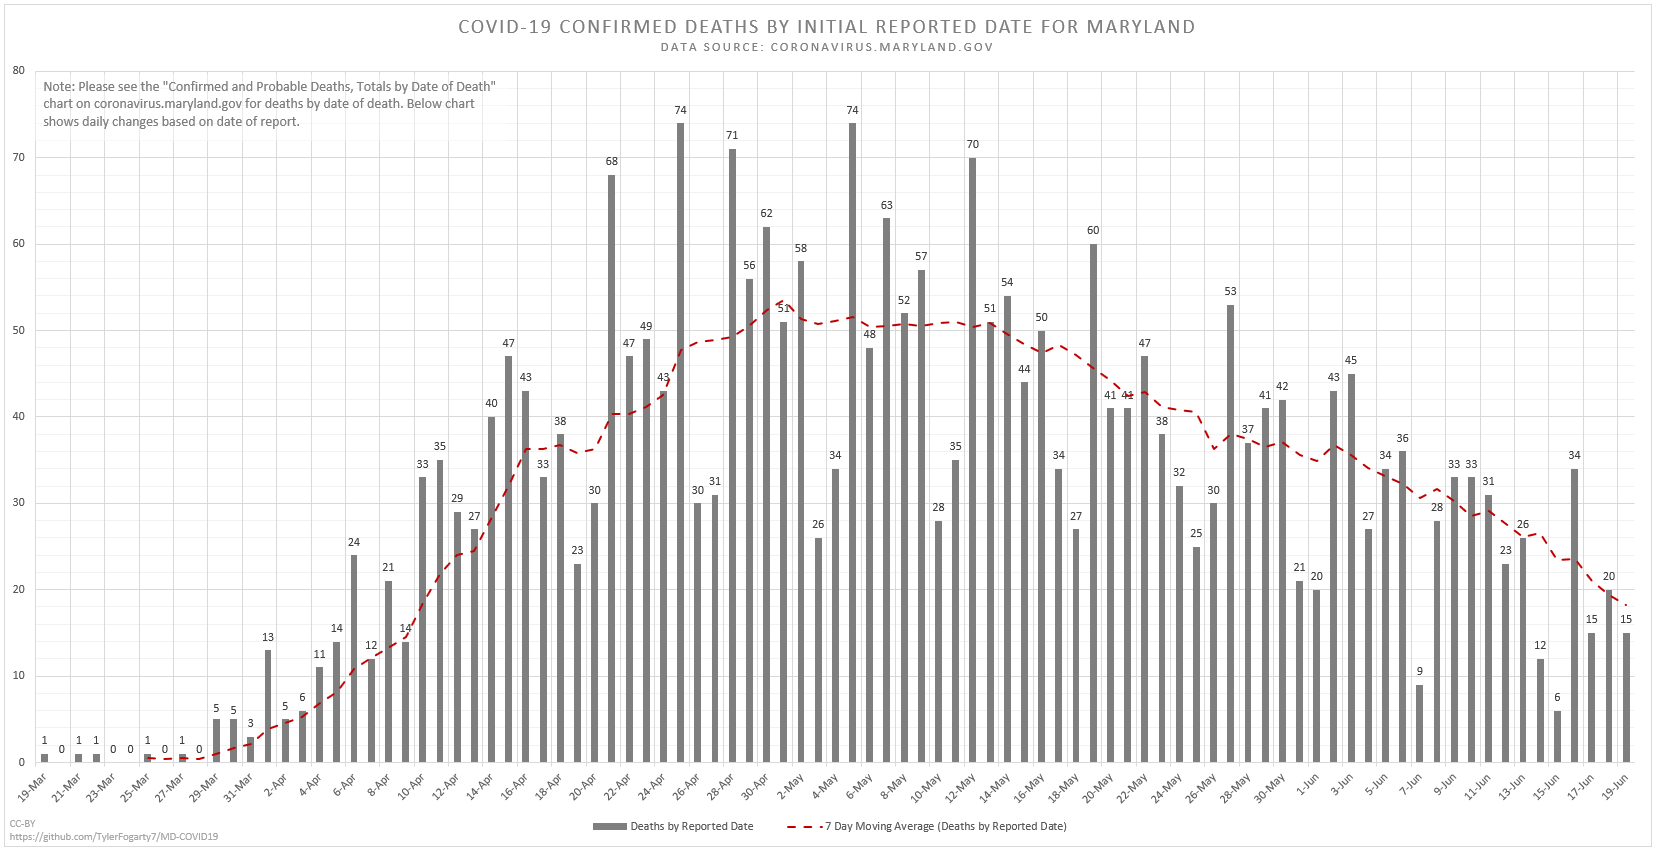 COVID-19 CONFIRMED DEATHS BY INITIAL REPORTED DATE FOR MARYLAND
DATA SOURCE: CORONAVIRUS.MARYLAND.GOV
Note: Please see the "Confirmed and Probable Deaths, Totals by Date of Death"
chart on coronavirus.maryland.gov for deaths by date of death. Below chart
shows daily changes based on date of report.
80
70
60
50
40
30
20
10
0
1 0 1 1 0 0 1 0 1 0 5 5 3 13 5 6 11 14 24 12 21 14 33 35 29 27 40 47 43 33 38 23 30 68 47 49 43 74 30 31 71 56 62 51 58 26 34 74 48 63 52 57 28 35 70 51 54 44 50 34 27 60 41 41 47 38 32 25 30 53 37 41 42 21 20 43 45 27 34 36 9 28 33 33 31 23 26 12 6 34 15 20 15
19-Mar 21-Mar 23-Mar 25-Mar 27-Mar 29-Mar 31-Mar 2-Apr 4-Apr 6-Apr 8-Apr 10-Apr 12-Apr 14-Apr 16-Apr 18-Apr 20-Apr 22-Apr 24-Apr 26-Apr 28-Apr 30-Apr 2-May 4-May 6-May 8-May 10-May 12-May 14-May 16-May 18-May 20-May 22-May 24-May 26-May 28-May 30-May 1-Jun 3-Jun 5-Jun 7-Jun 9-Jun 11-Jun 13-Jun 15-Jun 17-Jun 19-Jun
Deaths by Reported Date
7 Day Moving Average (Deaths by Reported Date)
CC-BY
https://github.com/TylerFogarty7/MD-COVID19